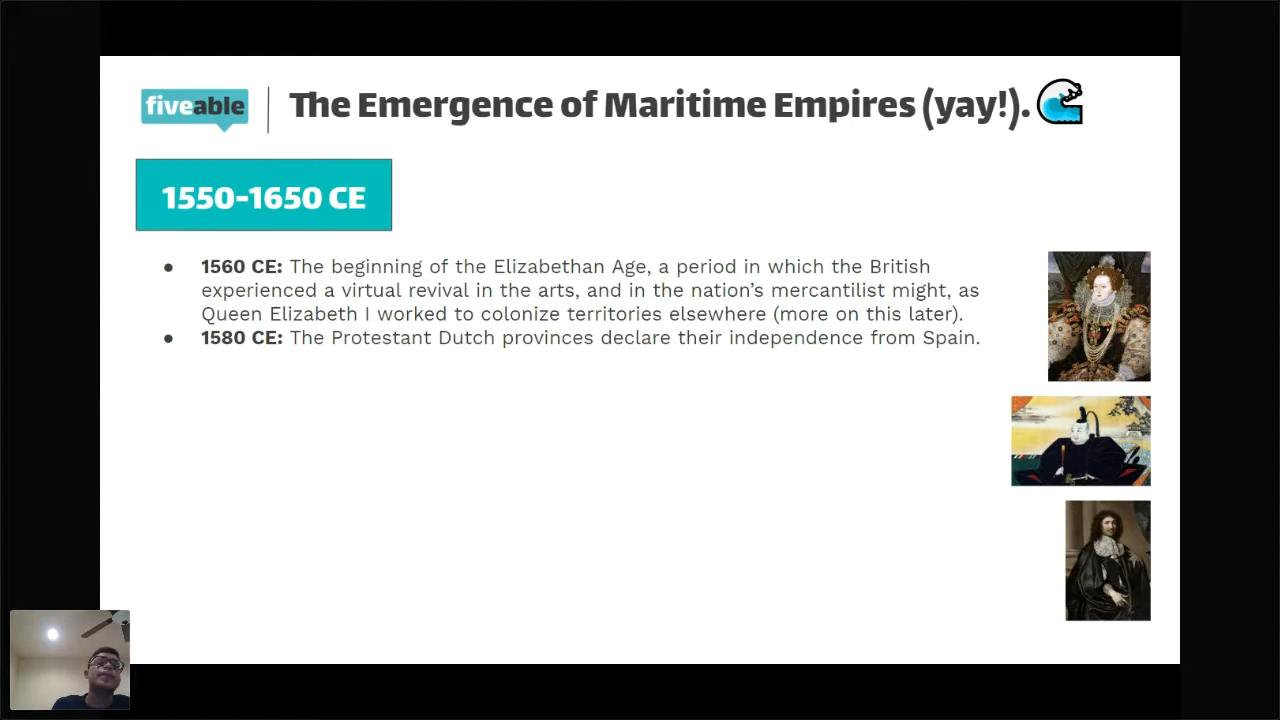 fiveable
The Emergence of Maritime Empires (yay!).
1550-1650 CE
● 1560 CE: The beginning of the Elizabethan Age, a period in which the British
experienced a virtual revival in the arts, and in the nation's mercantilist might, as
Queen Elizabeth I worked to colonize territories elsewhere (more on this later).
● 1580 CE: The Protestant Dutch provinces declare their independence from Spain.